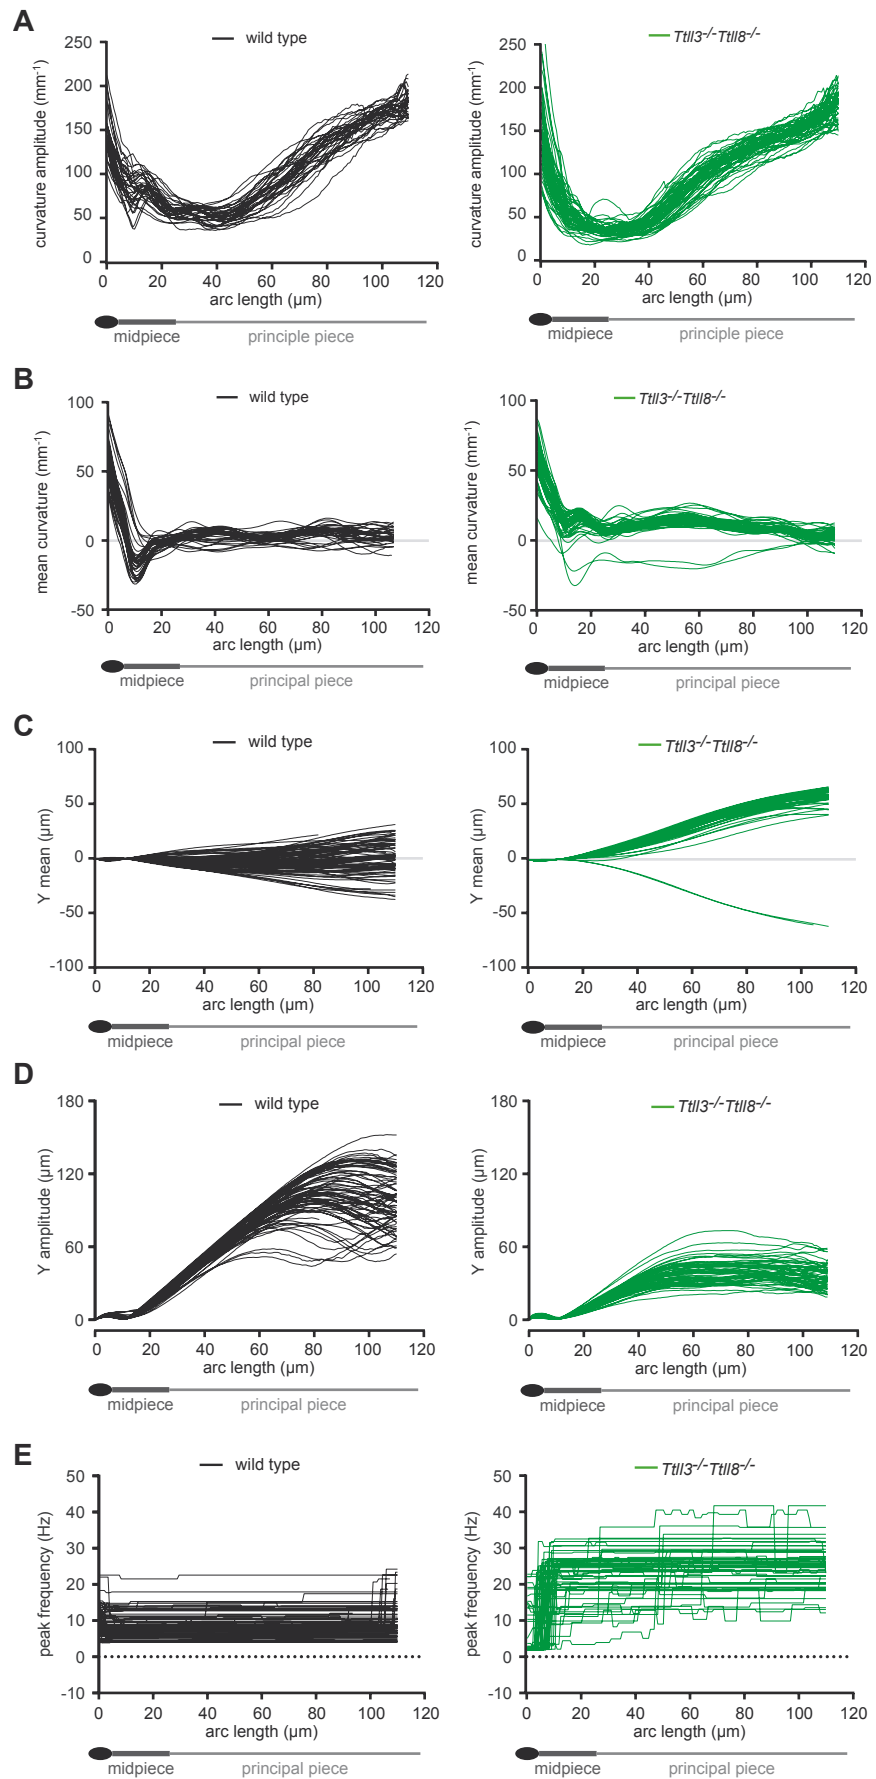 A
wild type
Ttll3-/-Ttll8-/-
curvature amplitude (mm-1)
250
200
150
100
50
0
0 20 40 60 80 100 120
arc length (µm)
midpiece principle piece
curvature amplitude (mm-1)
250
200
150
100
50
0
0 20 40 60 80 100 120
arc length (µm)
midpiece principle piece
B
wild type
Ttll3-/-Ttll8-/-
mean curvature (mm-1)
100
50
0
-50
0 20 40 60 80 100 120
arc length (µm)
midpiece principal piece
mean curvature (mm-1)
100
50
0
-50
0 20 40 60 80 100 120
arc length (µm)
midpiece principal piece
C
wild type
Ttll3-/-Ttll8-/-
Y mean (µm)
100
50
0
-50
-100
0 20 40 60 80 100 120
arc length (µm)
midpiece principal piece
Y mean (µm)
100
50
0
-50
-100
0 20 40 60 80 100 120
arc length (µm)
midpiece principal piece
D
wild type
Ttll3-/-Ttll8-/-
Y amplitude (µm)
180
120
60
0
0 20 40 60 80 100 120
arc length (µm)
midpiece principal piece
Y amplitude (µm)
180
120
60
0
0 20 40 60 80 100 120
arc length (µm)
midpiece principal piece
E
wild type
Ttll3-/-Ttll8-/-
peak frequency (Hz)
50
40
30
20
10
0
-10
0 20 40 60 80 100 120
arc length (µm)
midpiece principal piece
peak frequency (Hz)
50
40
30
20
10
0
-10
0 20 40 60 80 100 120
arc length (µm)
midpiece principal piece